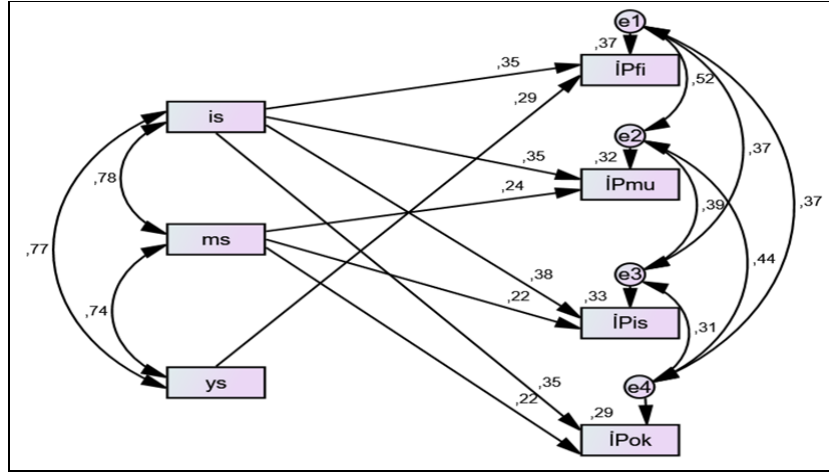 e1
,37
İPfi
,35
,29
,52
is
e2
,32
İPmu
,35
,24
,37
,78
,39
,37
ms
,77
,44
e3
,38
,33
İPis
,22
,74
,31
ys
e4
,35
,22
,29
İPok